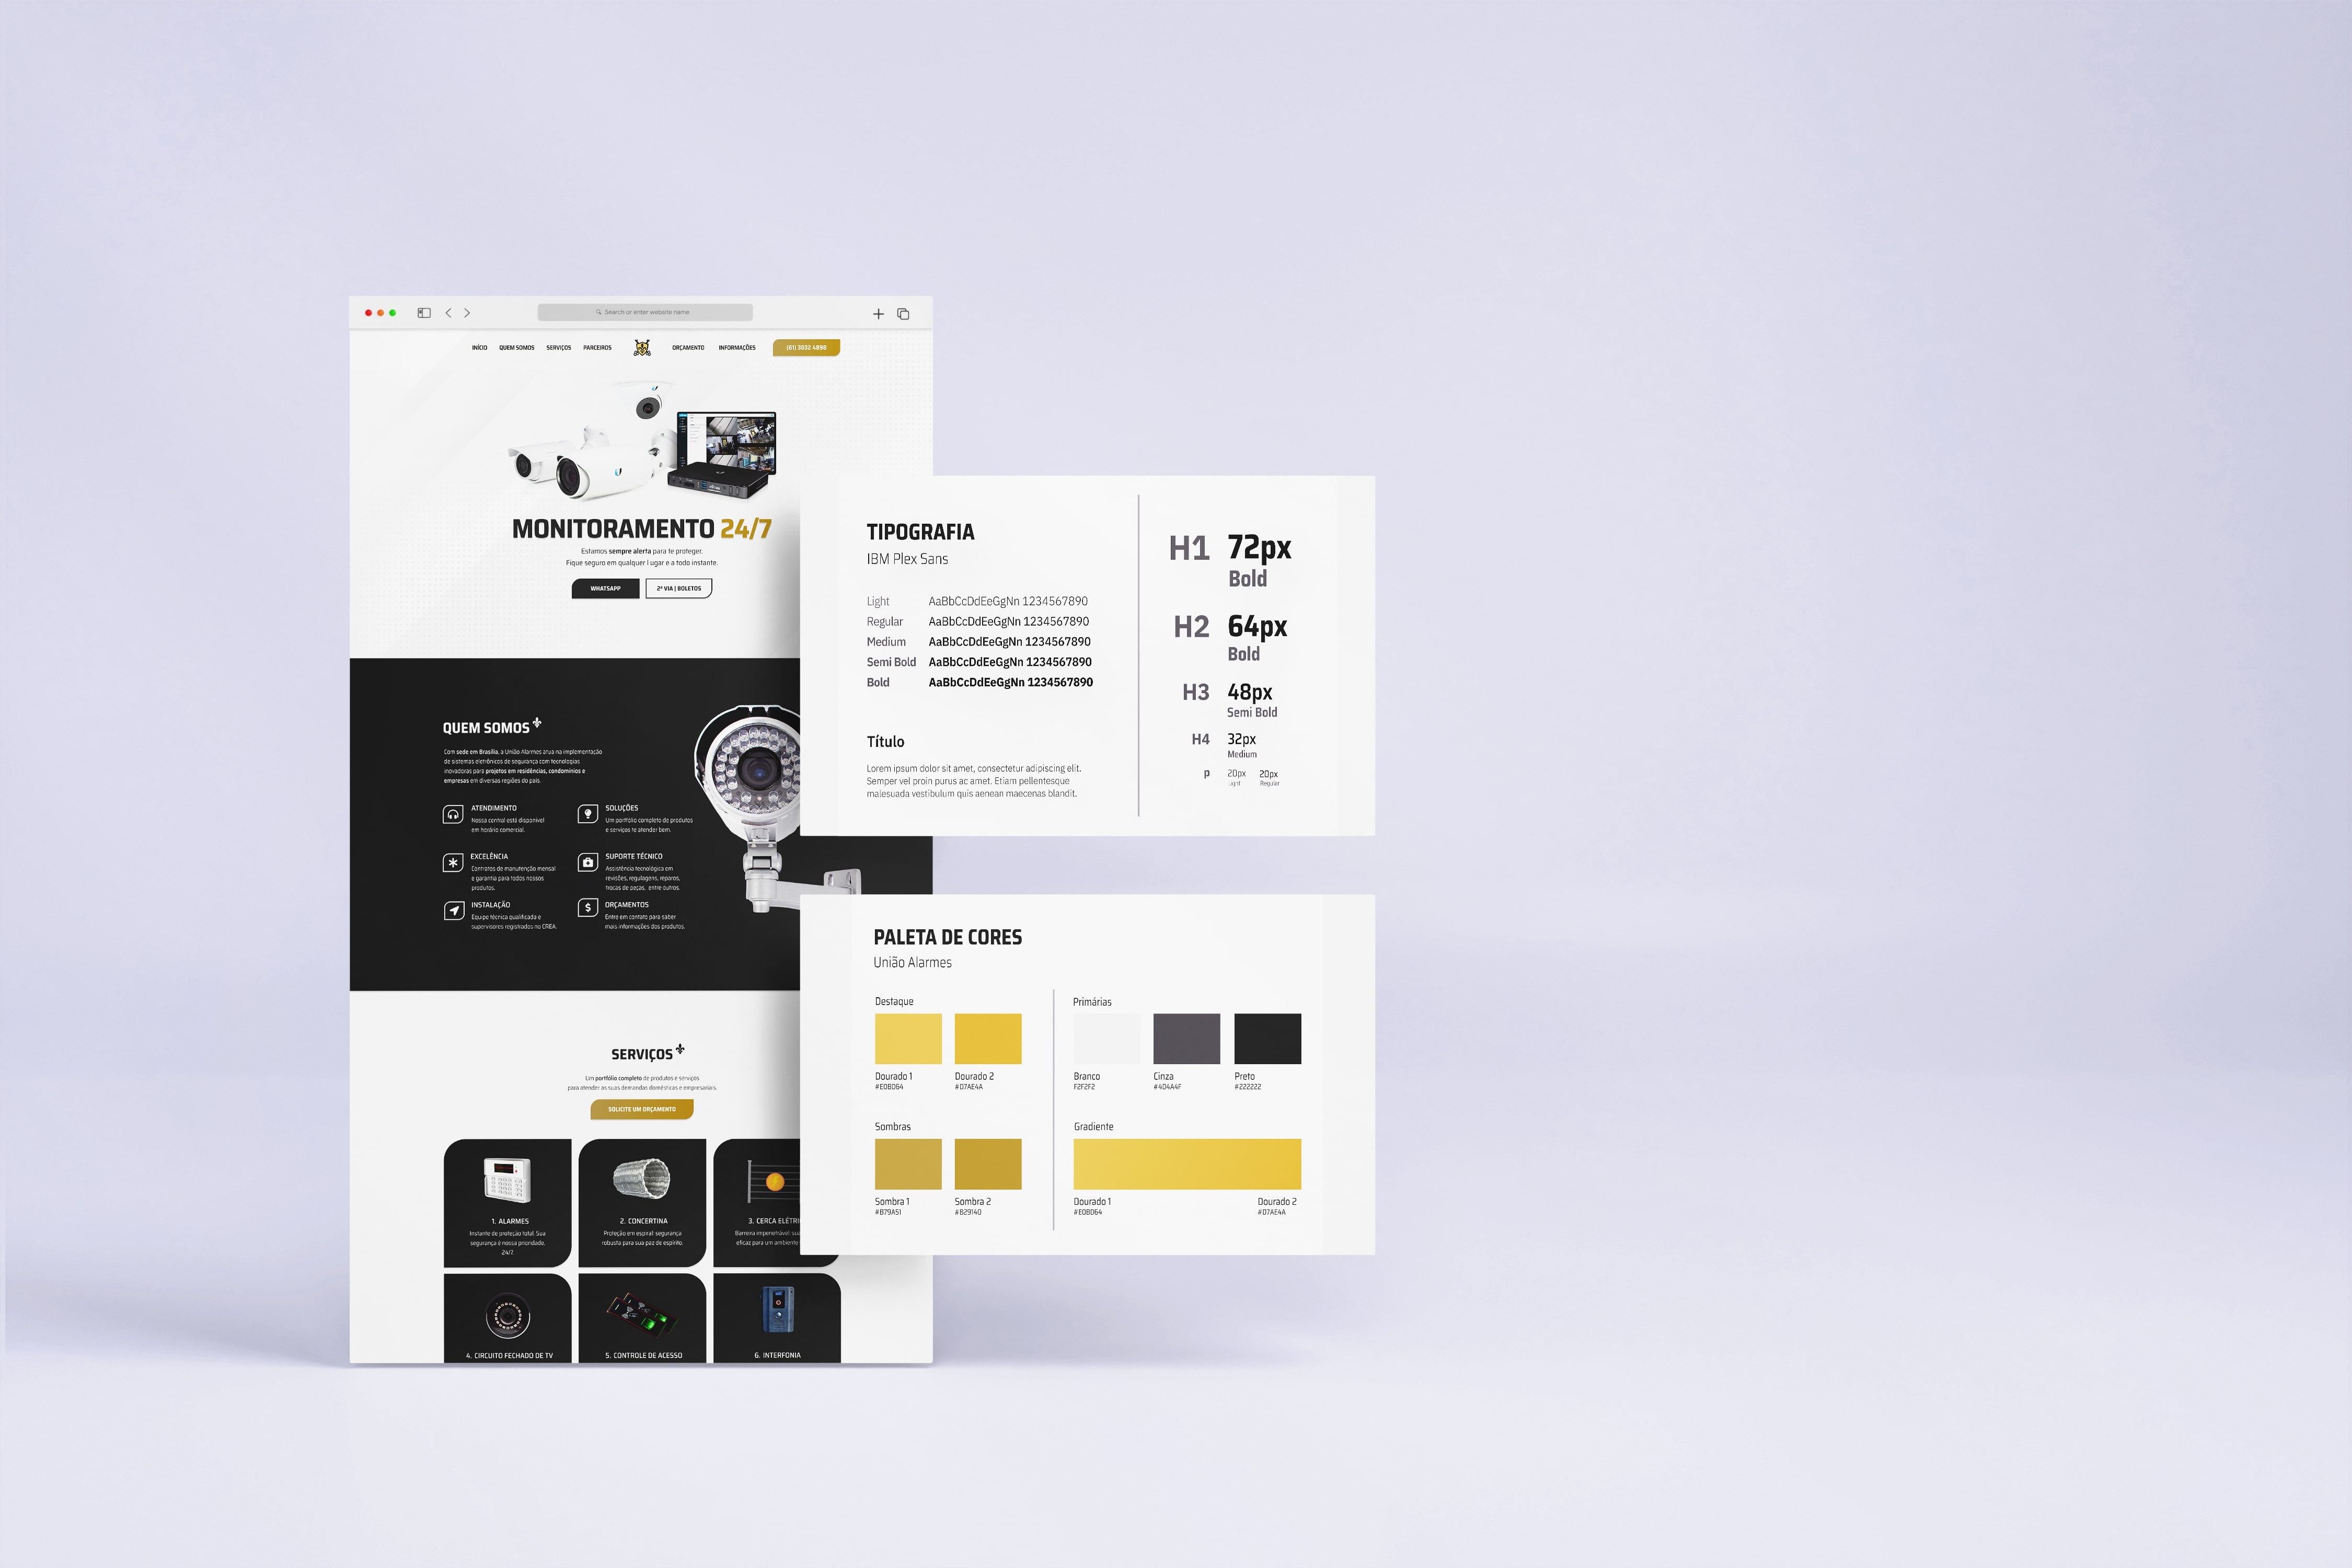 Search or enter website name
INÍCIO QUEM SOMOS SERVIÇOS PARCEIROS ORÇAMENTO INFORMAÇÕES (61) 3032 4898
MONITORAMENTO 24/7
Estamos sempre alerta para te proteger.
Fique seguro em qualquer l ugar e a todo instante.
WHATSAPP 2ª VIA | BOLETOS
QUEM SOMOS
Com sede em Brasília, a União Alarmes atua na implementação
de sistemas eletrônicos de segurança com tecnologias
inovadoras para projetos em residências, condomínios e
empresas em diversas regiões do país.
ATENDIMENTO
Nossa central está disponível
em horário comercial.
SOLUÇÕES
Um portfólio completo de produtos
e serviços te atender bem.
EXCELÊNCIA
Contratos de manutenção mensal
e garantia para todos nossos
produtos.
SUPORTE TÉCNICO
Assistência tecnológica em
revisões, regulagens, reparos,
trocas de peças, entre outros.
INSTALAÇÃO
Equipe técnica qualificada e
supervisores registrados no CREA.
ORÇAMENTOS
Entre em contato para saber
mais informações dos produtos.
SERVIÇOS
Um portfólio completo de produtos e serviços
para atender as suas demandas domésticas e empresariais.
SOLICITE UM ORÇAMENTO
1. ALARMES
Instante de proteção total: Sua
segurança é nossa prioridade,
24/7.
2. CONCERTINA
Proteção em espiral: segurança
robusta para sua paz de espírito.
3. CERCA ELÉTRI
Barreira impenetrável: su
eficaz para um ambiente
4. CIRCUITO FECHADO DE TV
5. CONTROLE DE ACESSO
6. INTERFONIA
TIPOGRAFIA
IBM Plex Sans
Light AaBbCcDdEeGgNn 1234567890
Regular AaBbCcDdEeGgNn 1234567890
Medium AaBbCcDdEeGgNn 1234567890
Semi Bold AaBbCcDdEeGgNn 1234567890
Bold AaBbCcDdEeGgNn 1234567890
Título
Lorem ipsum dolor sit amet, consectetur adipiscing elit.
Semper vel proin purus ac amet. Etiam pellentesque
malesuada vestibulum quis aenean maecenas blandit.
H1 72px
Bold
H2 64px
Bold
H3 48px
Semi Bold
H4 32px
Medium
p 20px 20px
Light Regular
PALETA DE CORES
União Alarmes
Destaque
Dourado 1 Dourado 2
#E0BD64 #D7AE4A
Primárias
Branco Cinza Preto
F2F2F2 #4D4A4F #222222
Sombras
Sombra 1 Sombra 2
#B79A51 #B29140
Gradiente
Dourado 1 Dourado 2
#E0BD64 #D7AE4A